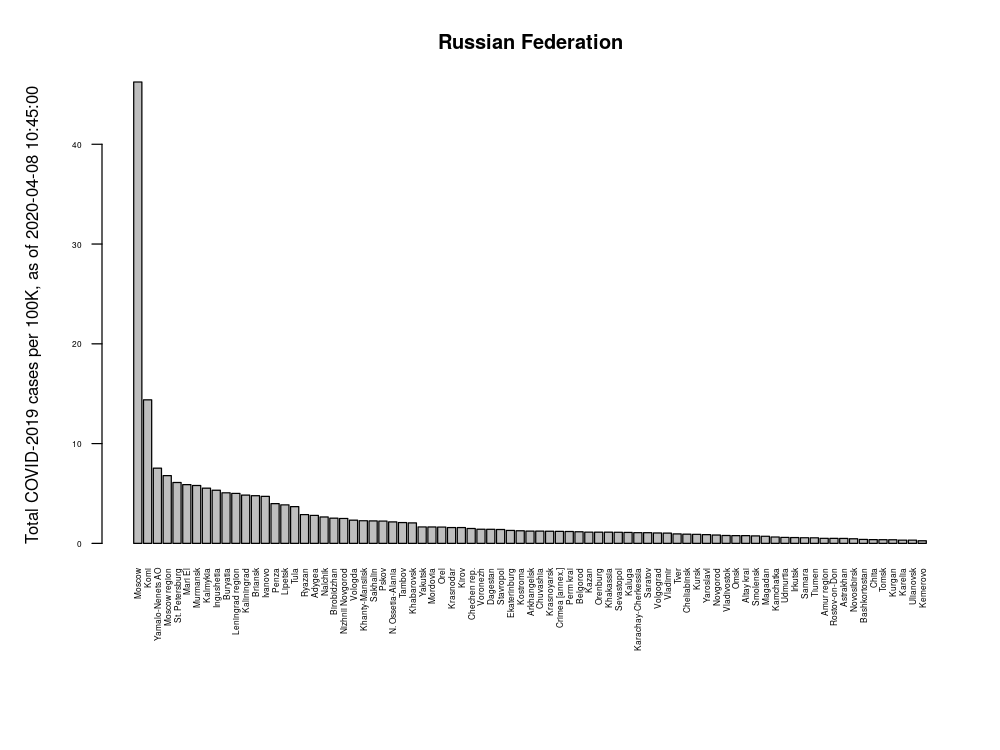 Russian Federation
Total COVID-2019 cases per 100K, as of 2020-04-08 10:45:00
40
30
20
10
0
Moscow
Komi
Yamalo-Nenets AO
Moscow region
St. Petersburg
Mari El
Murmansk
Kalmykia
Ingushetia
Buryatia
Leningrad region
Kaliningrad
Briansk
Ivanovo
Penza
Lipetsk
Tula
Ryazan
Adygea
Nalchik
Birobidzhan
Nizhnii Novgorod
Vologda
Khanty-Mansiisk
Sakhalin
Pskov
N. Ossetia-Alania
Tambov
Khabarovsk
Yakutsk
Mordovia
Orel
Krasnodar
Kirov
Chechen rep.
Voronezh
Dagestan
Stavropol
Ekaterinburg
Kostroma
Arkhangelsk
Chuvashia
Krasnoyarsk
Crimea [annex.]
Perm krai
Belgorod
Kazan
Orenburg
Khakassia
Sevastopol
Kaluga
Karachay-Cherkessia
Saratov
Volgograd
Vladimir
Tver
Cheliabinsk
Kursk
Yaroslavl
Novgorod
Vladivostok
Omsk
Altay krai
Smolensk
Magadan
Kamchatka
Udmurtia
Irkutsk
Samara
Tiumen
Amur region
Rostov-on-Don
Astrakhan
Novosibirsk
Bashkortostan
Chita
Tomsk
Kurgan
Karelia
Ulianovsk
Kemerovo